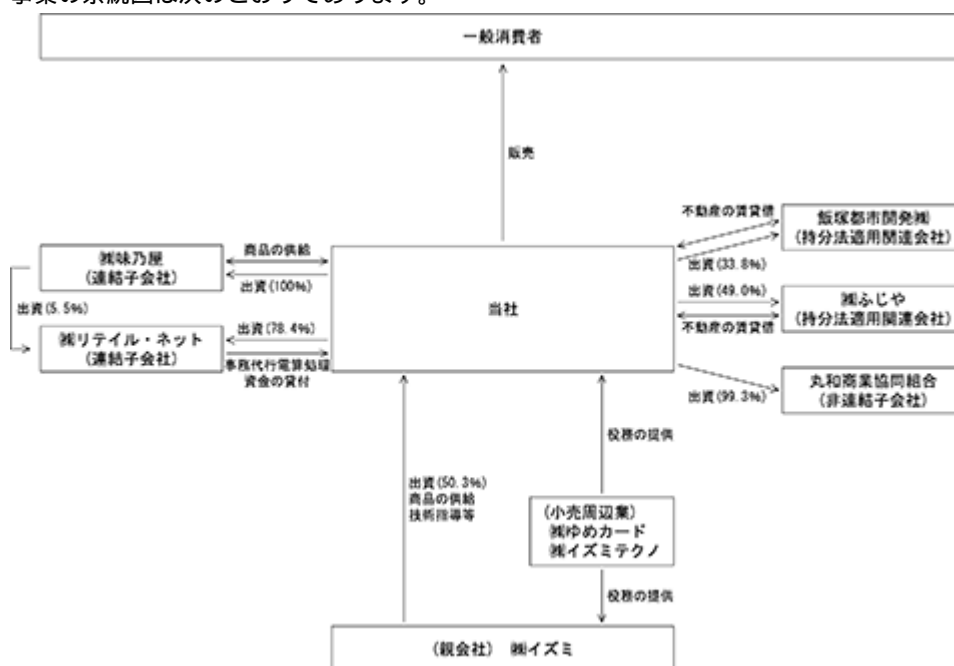 事業の系統図は次のとおりであります。
一般消費者
販売
不動産の賃貸借
飯塚都市開発㈱
(持分法適用関連会社)
出資(33.8%)
㈱味乃屋
(連結子会社)
商品の供給
出資(100%)
当社
出資(49.0%)
㈱ふじや
(持分法適用関連会社)
不動産の賃貸借
出資(5.5%)
㈱リテイル・ネット
(連結子会社)
出資(78.4%)
事務代行電算処理
資金の貸付
丸和商業協同組合
(非連結子会社)
出資(99.3%)
役務の提供
出資(50.3%)
商品の供給
技術指導等
(小売周辺業)
㈱ゆめカード
㈱イズミテクノ
役務の提供
(親会社) ㈱イズミ